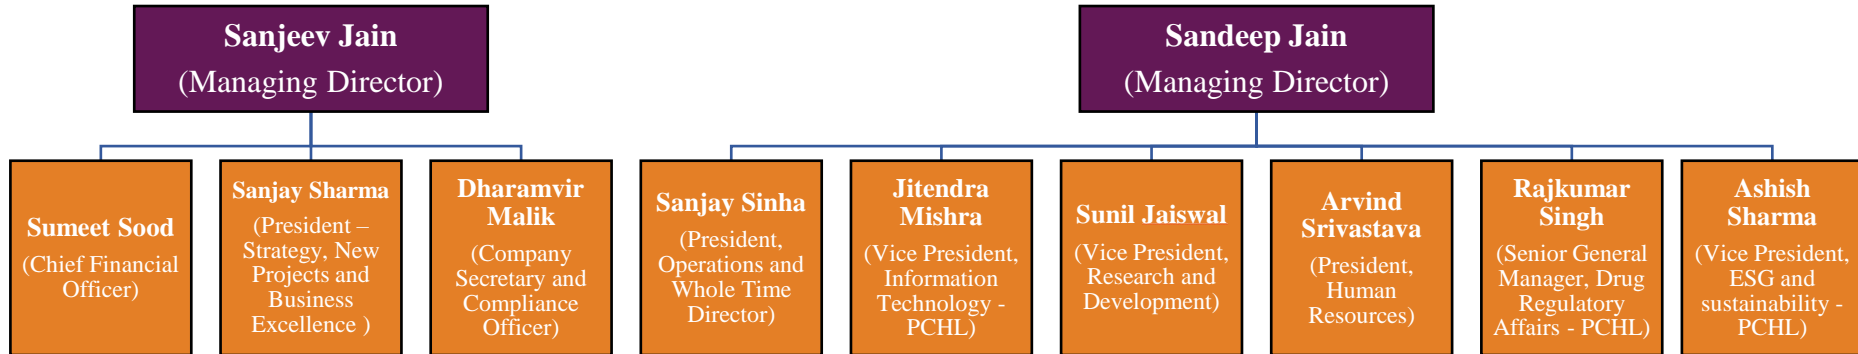 Sanjeev Jain
(Managing Director)
Sandeep Jain
(Managing Director)
Sumeet Sood
(Chief Financial
Officer)
Sanjay Sharma
(President –
Strategy, New
Projects and
Business
Excellence )
Dharamvir
Malik
(Company
Secretary and
Compliance
Officer)
Sanjay Sinha
(President,
Operations and
Whole Time
Director)
Jitendra
Mishra
(Vice President,
Information
Technology -
PCHL)
Sunil Jaiswal
(Vice President,
Research and
Development)
Arvind
Srivastava
(President,
Human
Resources)
Rajkumar
Singh
(Senior General
Manager, Drug
Regulatory
Affairs - PCHL)
Ashish
Sharma
(Vice President,
ESG and
sustainability -
PCHL)